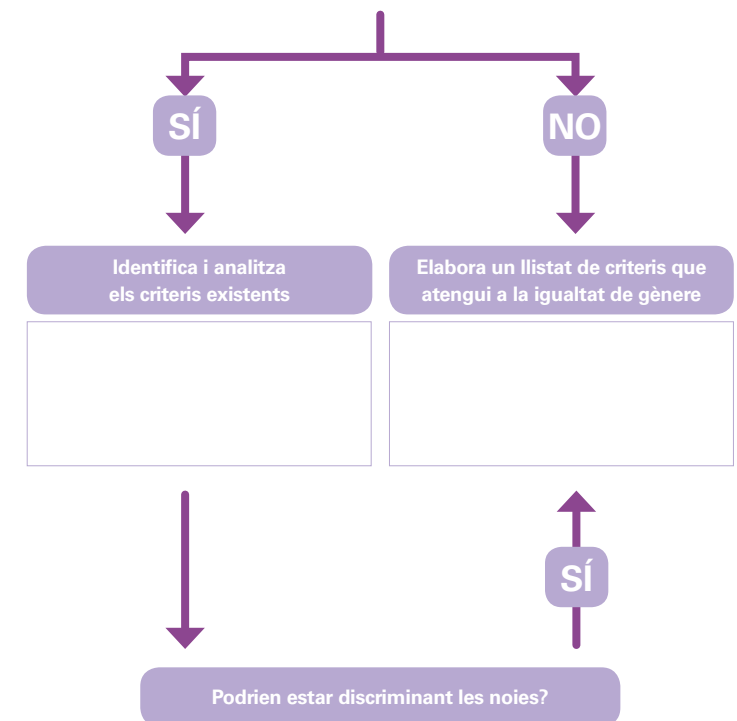 SÍ
NO
Identifica i analitza
els criteris existents
Elabora un llistat de criteris que
atengui a la igualtat de gènere
SÍ
Podrien estar discriminant les noies?